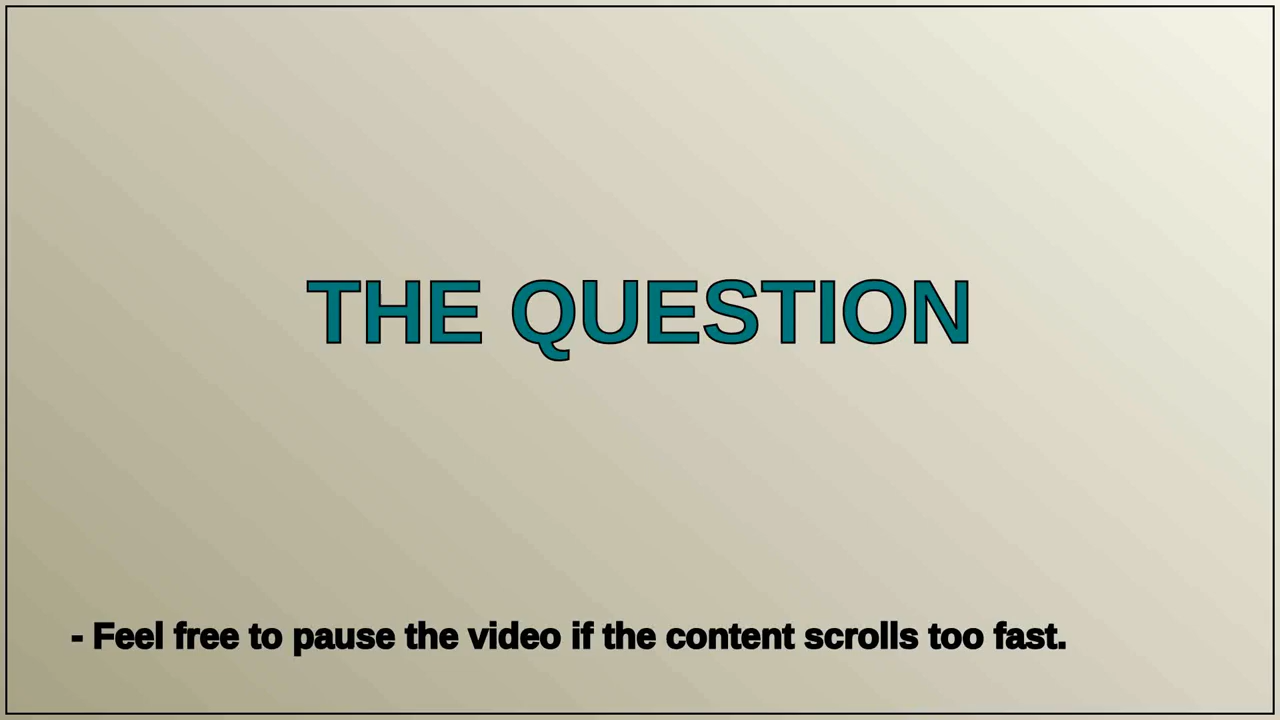 THE QUESTION
- Feel free to pause the video if the content scrolls too fast.